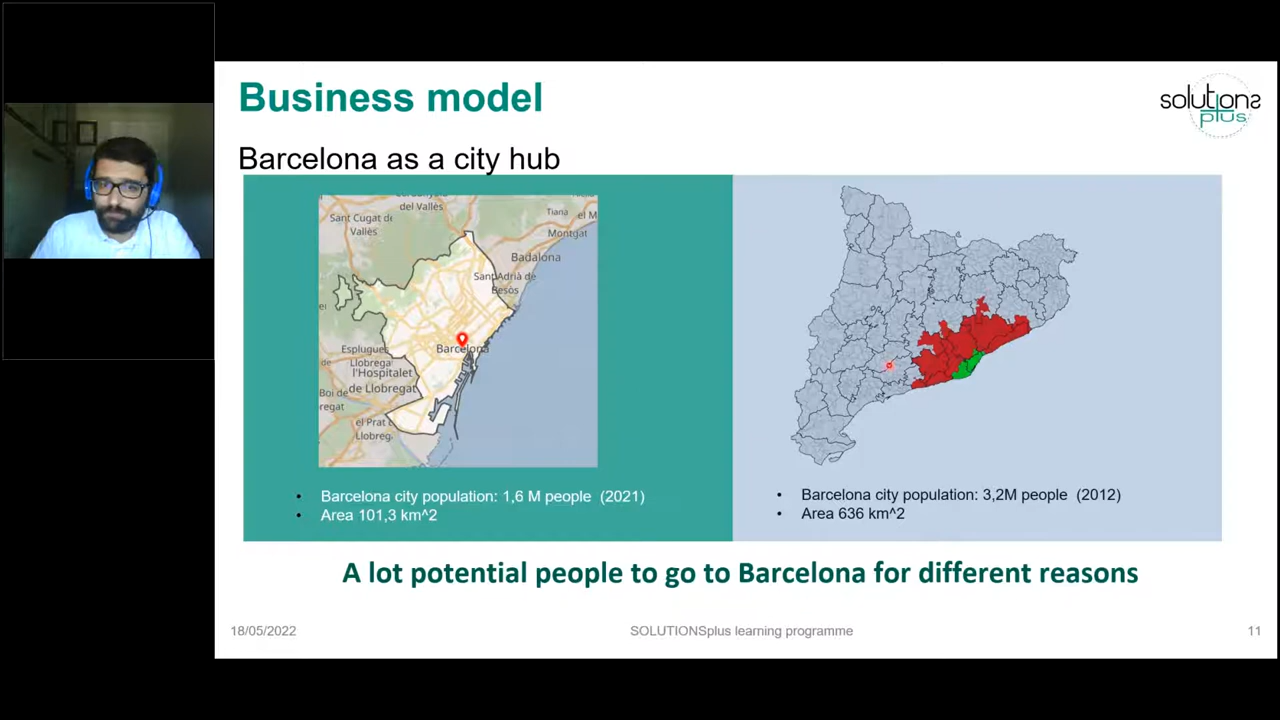 Business model
solutions
plus
Barcelona as a city hub
del Vallès
Sant Cugat de
Vallès
Tiana
el M
Montgat
Badalona
Sant Adrià de
Besòs
Barcelona
Esplugues
Llobrega
l'Hospitalet
de Llobregat
Boi de
regat
el Prat
Llobreg
• Barcelona city population: 1,6 M people (2021)
• Area 101,3 km^2
• Barcelona city population: 3,2M people (2012)
• Area 636 km^2
A lot potential people to go to Barcelona for different reasons
18/05/2022
SOLUTIONSplus learning programme
11